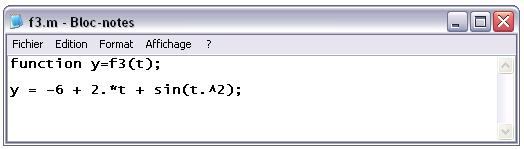 f3.m - Bloc-notes
Fichier Edition Format Affichage ?
function y=f3(t);
y = -6 + 2.*t + sin(t.^2);